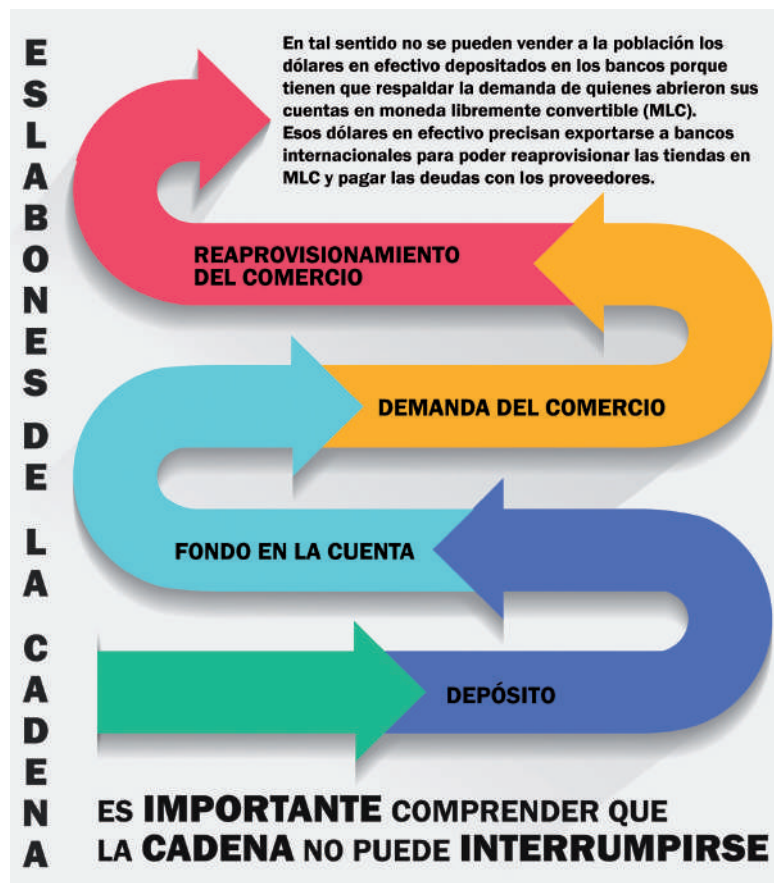 ESLABONES DE LA CADENA
En tal sentido no se pueden vender a la población los
dólares en efectivo depositados en los bancos porque
tienen que respaldar la demanda de quienes abrieron sus
cuentas en moneda libremente convertible (MLC).
Esos dólares en efectivo precisan exportarse a bancos
internacionales para poder reaprovisionar las tiendas en
MLC y pagar las deudas con los proveedores.
REAPROVISIONAMIENTO
DEL COMERCIO
DEMANDA DEL COMERCIO
FONDO EN LA CUENTA
DEPÓSITO
ES IMPORTANTE COMPRENDER QUE
LA CADENA NO PUEDE INTERRUMPIRSE